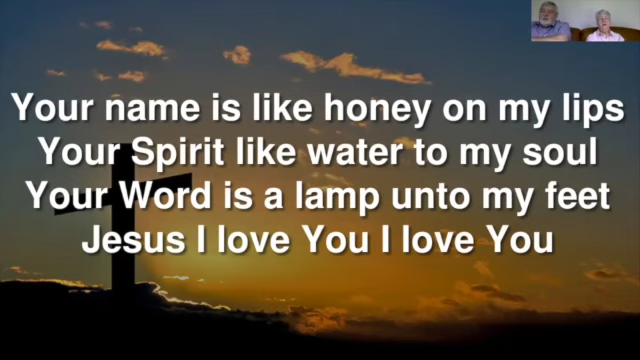 Your name is like honey on my lips
Your Spirit like water to my soul
Your Word is a lamp unto my feet
Jesus I love You I love You